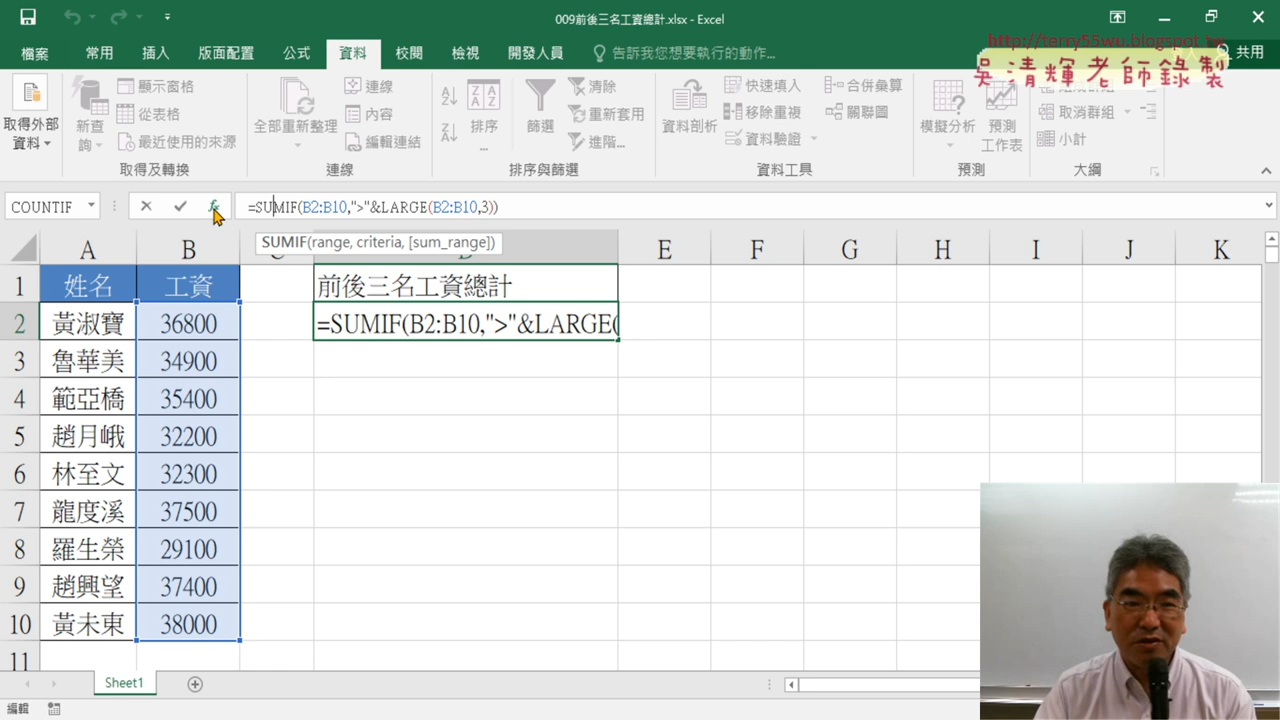 009前後三名工資總計.xlsx - Excel
http://terry55wu.blogspot.tw
吳清輝老師錄製
檔案 常用 插入 版面配置 公式 資料 校閱 檢視 開發人員 告訴我您想要執行的動作... 共用
取得外部資料
新查詢
顯示窗格
從表格
最近使用的來源
取得及轉換
全部重新整理
連線
內容
編輯連結
連線
排序...
篩選
清除
重新套用
進階...
排序與篩選
資料剖析
快速填入
移除重複
資料驗證
合併彙算
關聯圖
資料工具
模擬分析
預測工作表
預測
取消群組
小計
大綱
COUNTIF =SUMIF(B2:B10,">"&LARGE(B2:B10,3))
SUMIF(range, criteria, [sum_range])
A B D E F G H I J K
1 姓名 工資 前後三名工資總計
2 黃淑寶 36800 =SUMIF(B2:B10,">"&LARGE(
3 魯華美 34900
4 範亞橋 35400
5 趙月峨 32200
6 林至文 32300
7 龍度溪 37500
8 羅生榮 29100
9 趙興望 37400
10 黃未東 38000
11
Sheet1
編輯